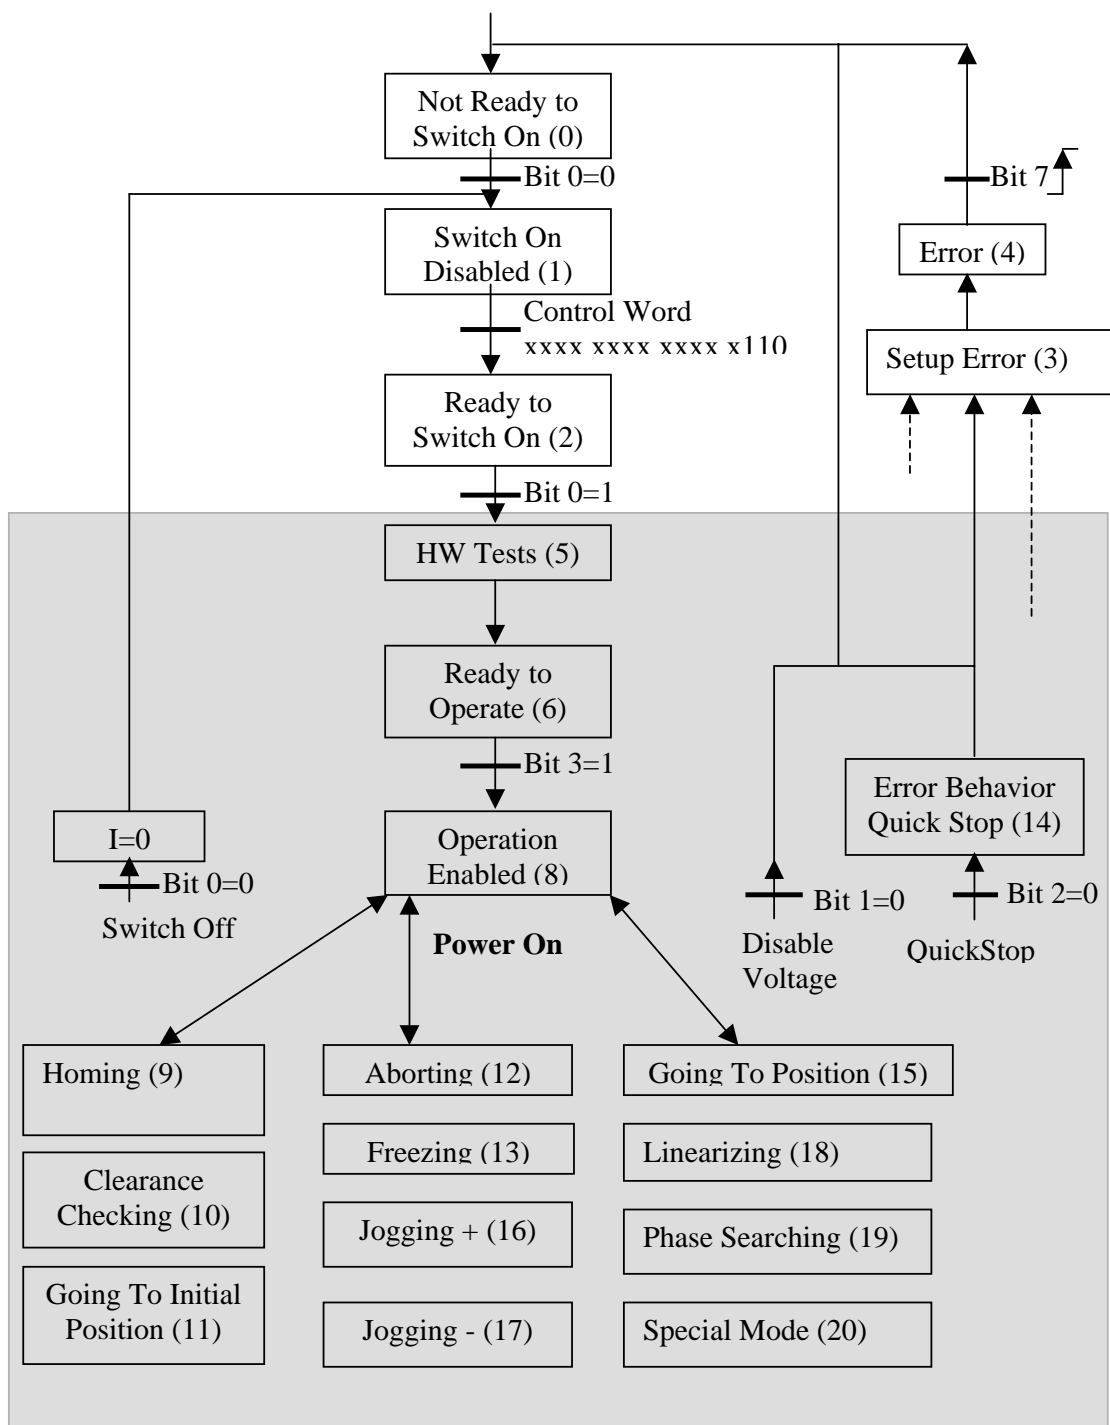 Not Ready to
Switch On (0)
Bit 0=0
Bit 7
Switch On
Disabled (1)
Error (4)
Control Word
xxxx xxxx xxxx x110
Setup Error (3)
Ready to
Switch On (2)
Bit 0=1
HW Tests (5)
Ready to
Operate (6)
Bit 3=1
Error Behavior
Quick Stop (14)
I=0
Operation
Enabled (8)
Bit 0=0
Bit 1=0
Bit 2=0
Switch Off
Power On
Disable
Voltage
QuickStop
Homing (9)
Aborting (12)
Going To Position (15)
Freezing (13)
Linearizing (18)
Clearance
Checking (10)
Jogging + (16)
Phase Searching (19)
Going To Initial
Position (11)
Jogging - (17)
Special Mode (20)